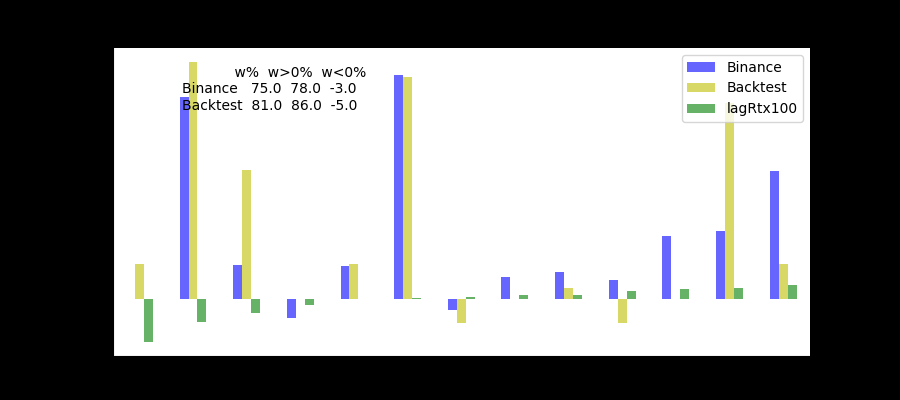 w% w>0% w<0%
Binance 75.0 78.0 -3.0
Backtest 81.0 86.0 -5.0
Binance
Backtest
lagRtx100